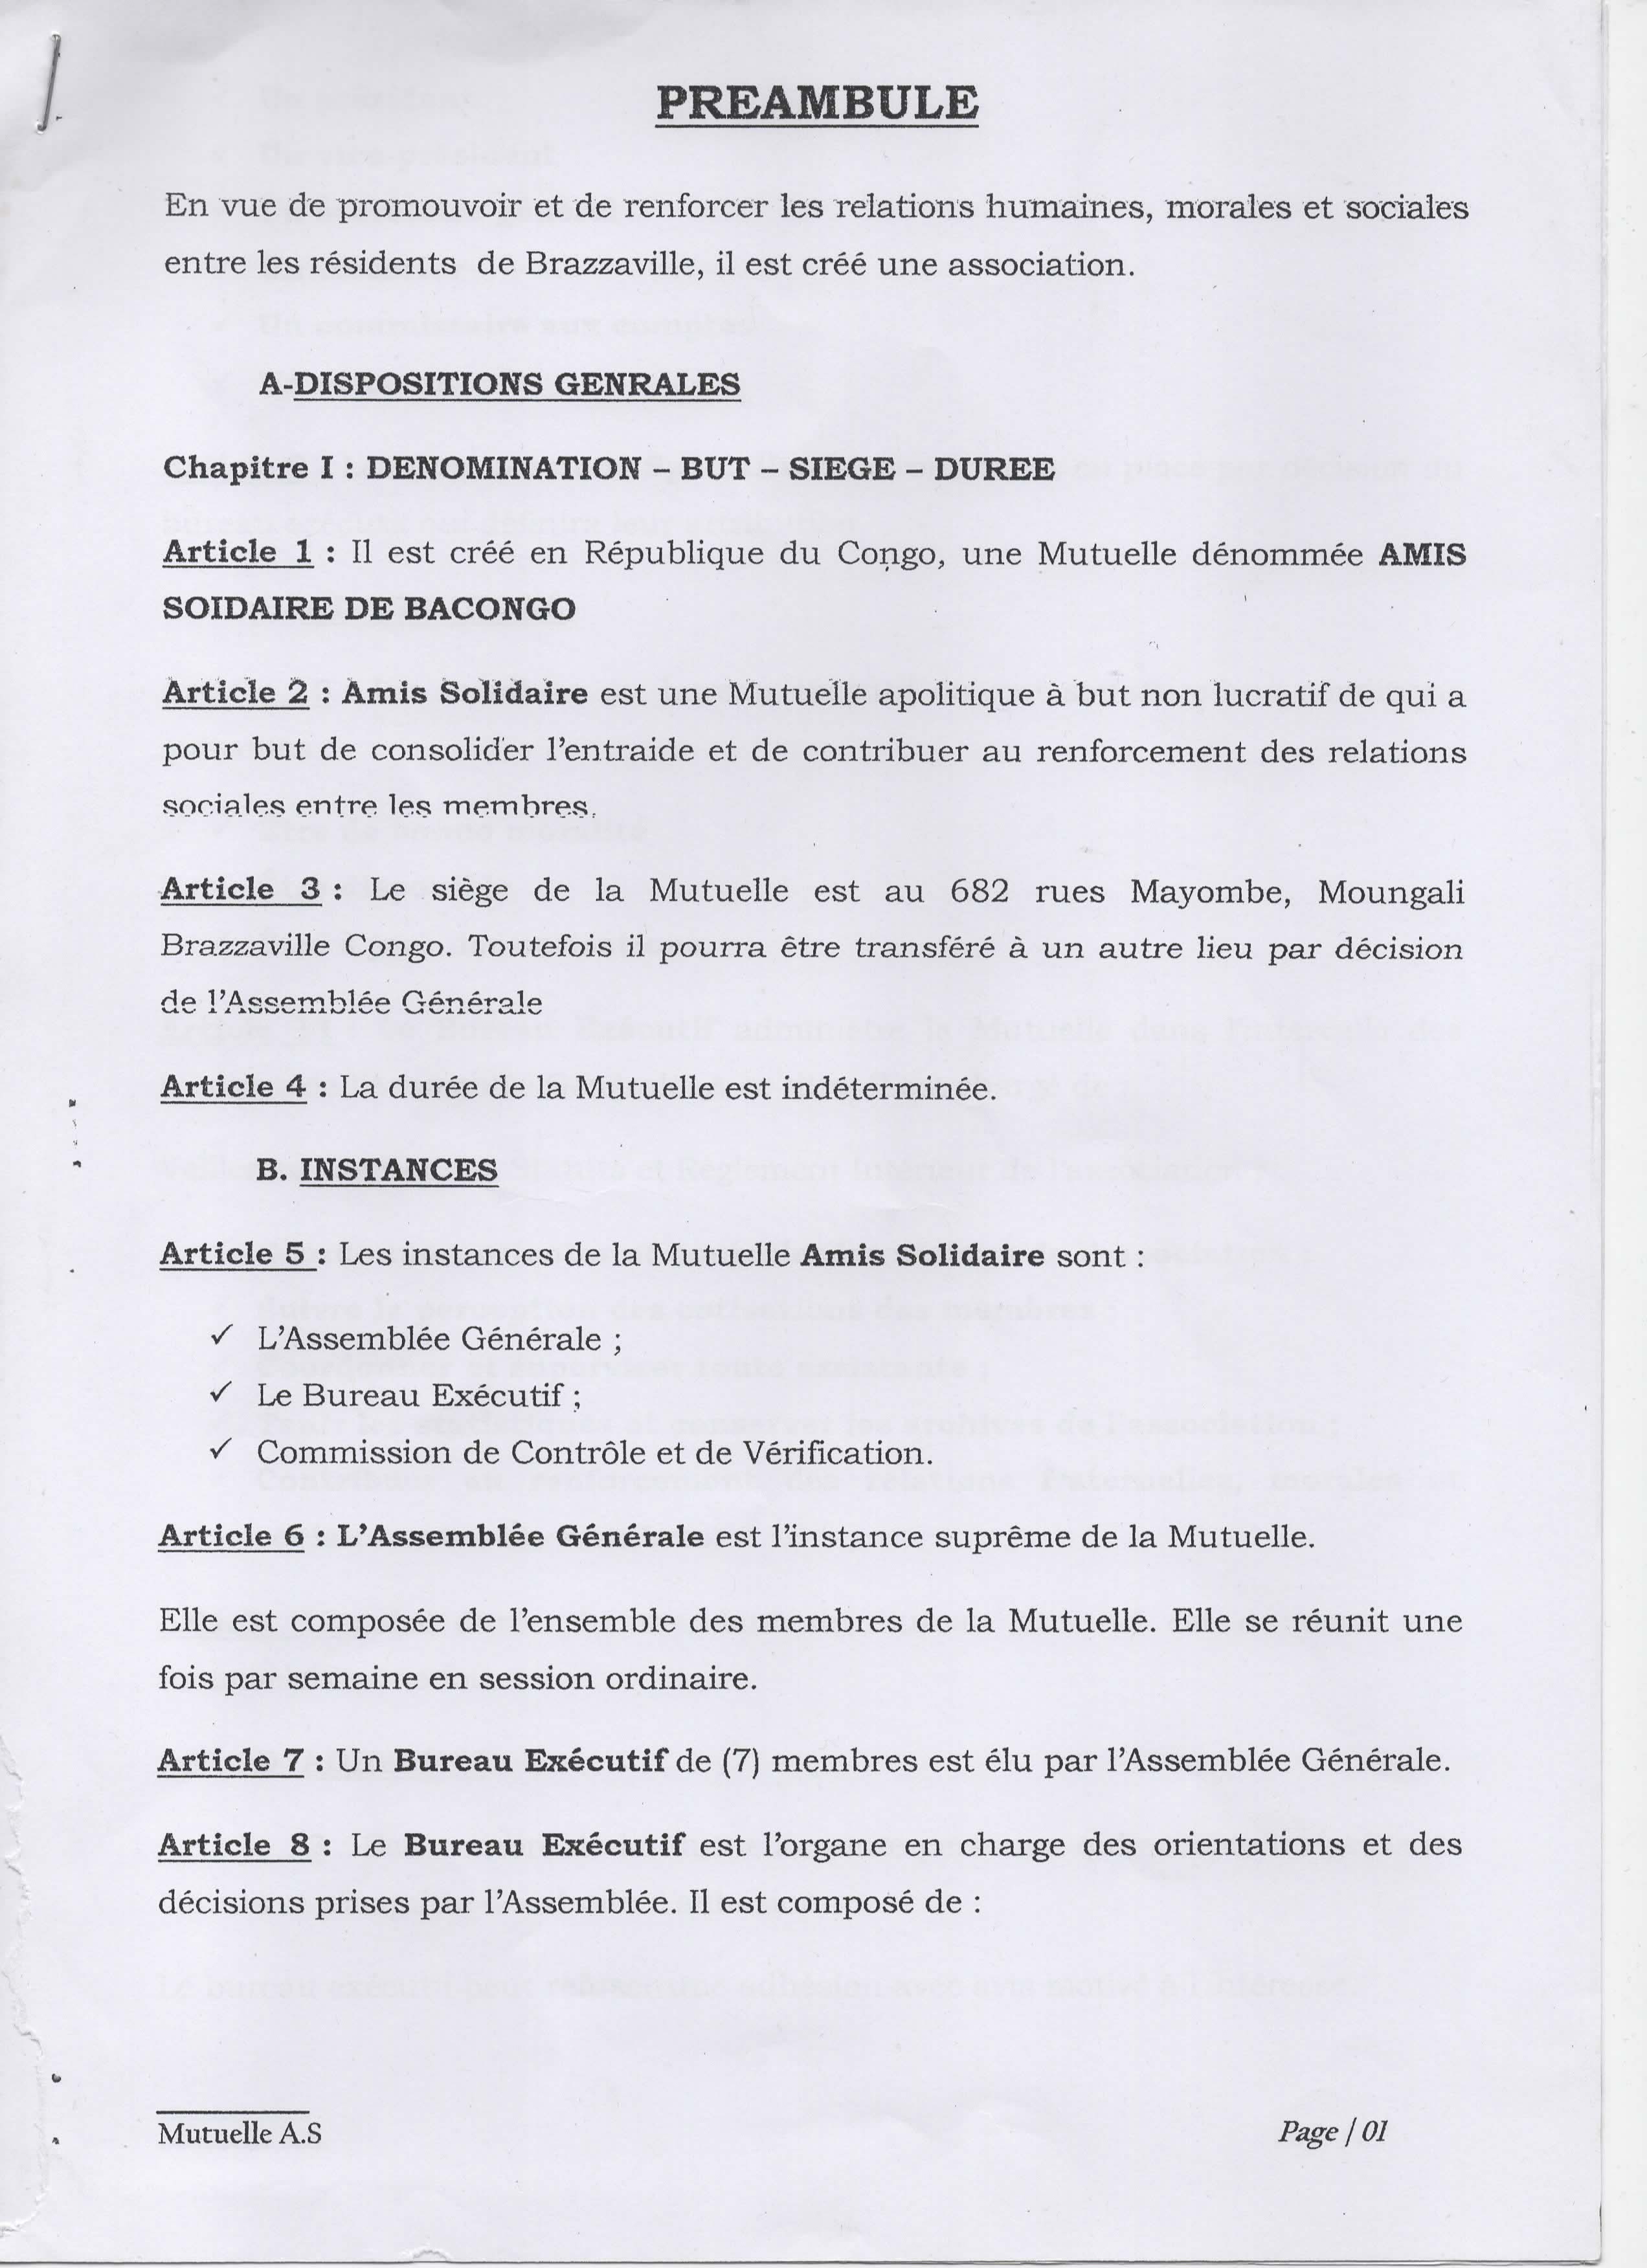 PREAMBULE
En vue de promouvoir et de renforcer les relations humaines, morales et sociales
entre les résidents de Brazzaville, il est créé une association.
A-DISPOSITIONS GENRALES
Chapitre I : DENOMINATION – BUT – SIEGE – DUREE
Article 1 : Il est créé en République du Congo, une Mutuelle dénommée AMIS
SOIDAIRE DE BACONGO
Article 2 : Amis Solidaire est une Mutuelle apolitique à but non lucratif de qui a
pour but de consolider l'entraide et de contribuer au renforcement des relations
sociales entre les membres.
Article 3 : Le siège de la Mutuelle est au 682 rues Mayombe, Moungali
Brazzaville Congo. Toutefois il pourra être transféré à un autre lieu par décision
de l'Assemblée Générale
Article 4 : La durée de la Mutuelle est indéterminée.
B. INSTANCES
Article 5 : Les instances de la Mutuelle Amis Solidaire sont :
✓ L'Assemblée Générale ;
✓ Le Bureau Exécutif ;
✓ Commission de Contrôle et de Vérification.
Article 6 : L'Assemblée Générale est l'instance suprême de la Mutuelle.
Elle est composée de l'ensemble des membres de la Mutuelle. Elle se réunit une
fois par semaine en session ordinaire.
Article 7 : Un Bureau Exécutif de (7) membres est élu par l'Assemblée Générale.
Article 8 : Le Bureau Exécutif est l'organe en charge des orientations et des
décisions prises par l'Assemblée. Il est composé de :
Mutuelle A.S
Page / 01